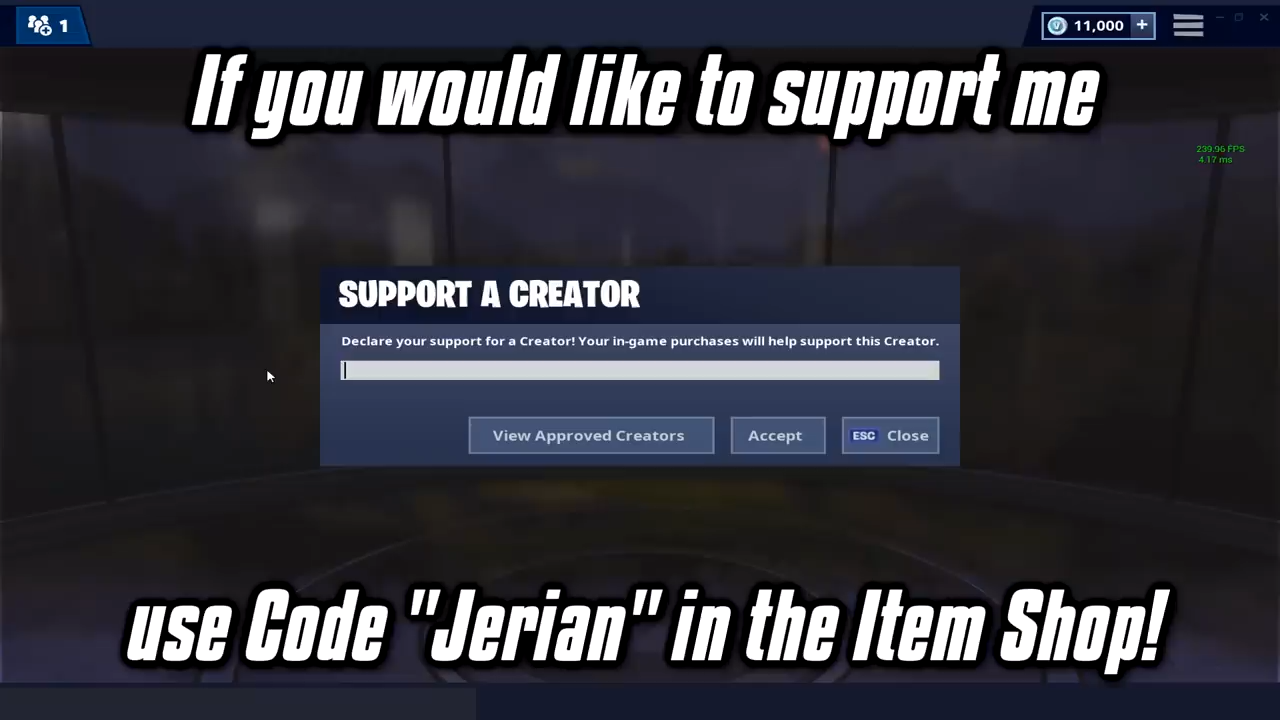 1
11,000 +
If you would like to support me
239.96 FPS
4.17 ms
SUPPORT A CREATOR
Declare your support for a Creator! Your in-game purchases will help support this Creator.
View Approved Creators
Accept
ESC Close
use Code "Jerian" in the Item Shop!